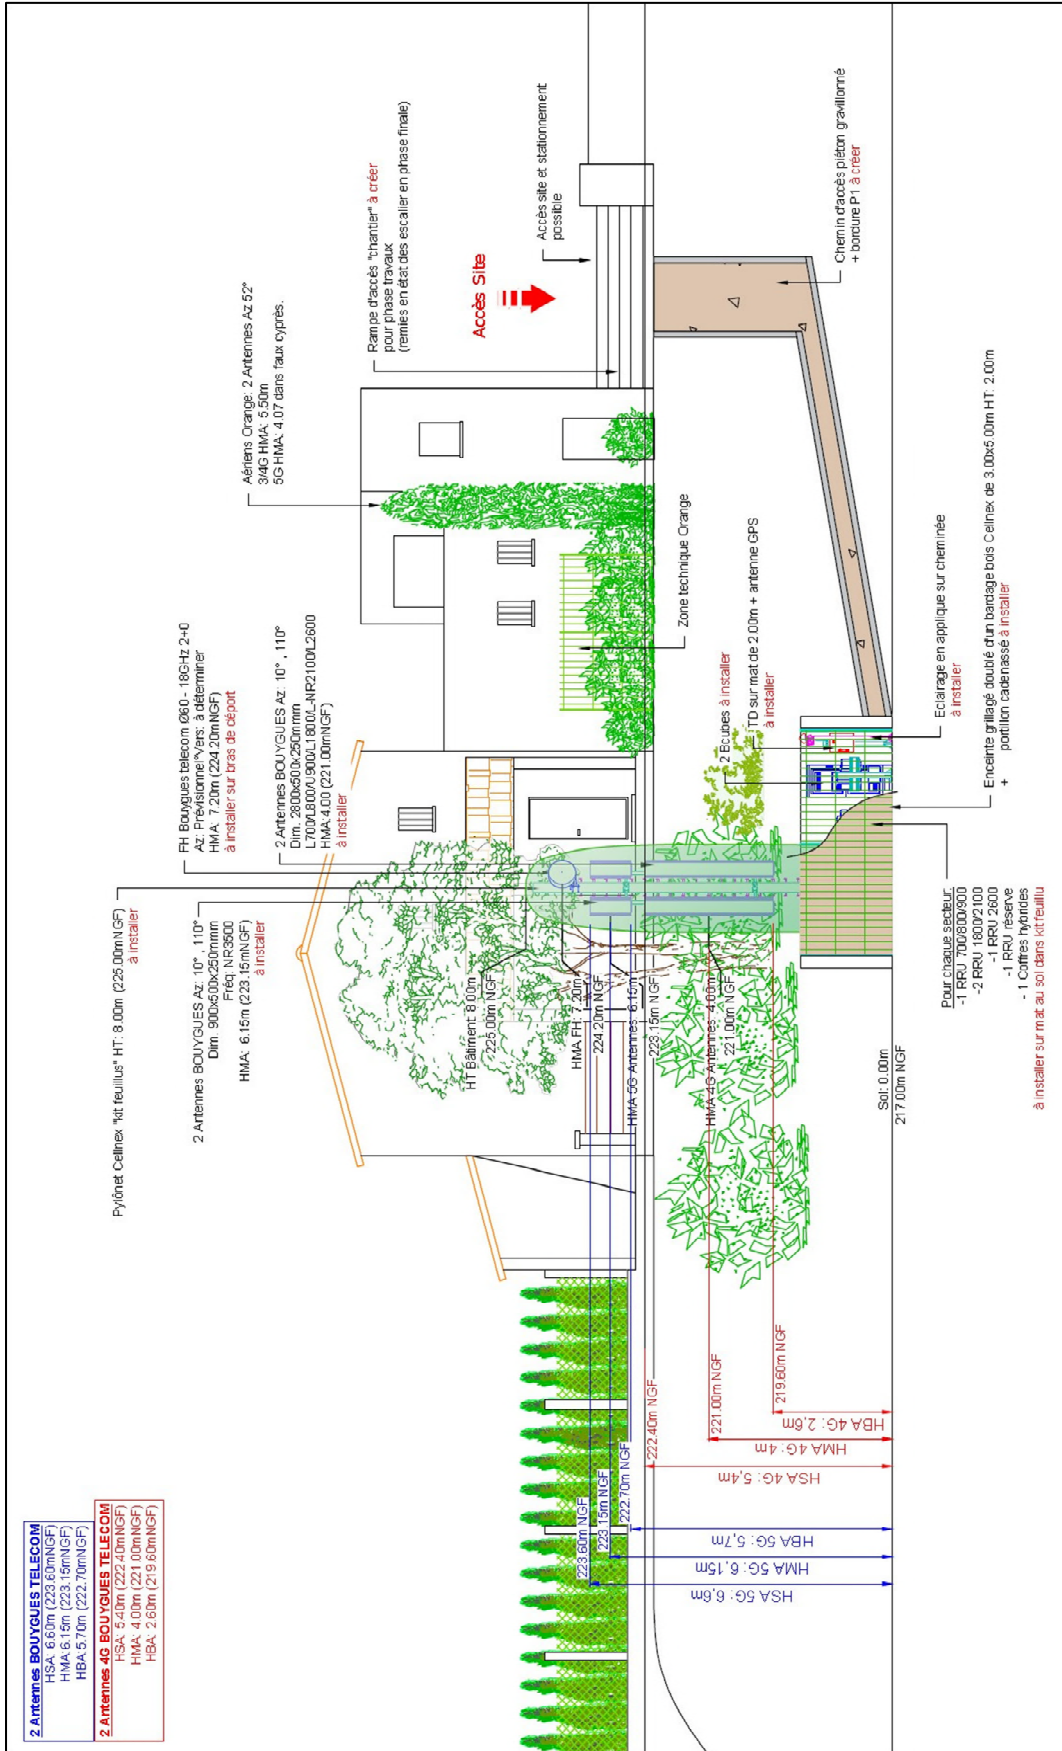 2 Antennes BOUYGUES TELECOM
HSA: 6.60m (223.60mNGF)
HMA:6.15m (223.15mNGF)
HBA:5.70m (222.70mNGF)
2 Antennes 4G BOUYGUES TELECOM
HSA: 5.40m (222.40mNGF)
HMA: 4.00m (221.00mNGF)
HBA: 2.60m (219.60mNGF)
Pylônet Cellnex "kit feuillus" HT: 8.00m (225.00mNGF)
à installer
2 Antennes BOUYGUES Az: 10° , 110°
Dim: 900x500x250mmm
Fréq: NR3500
HMA: 6.15m (223.15mNGF)
à installer
FH Bouygues telecom Ø60 - 18GHz 2+0
Az: Prévisionnel°Vers: à déterminer
HMA: 7.20m (224.20mNGF)
à installer sur bras de déport
2 Antennes BOUYGUES Az: 10° , 110°
Dim. 2800x500x250mmm
L700/L800/U900/L1800/L-NR2100/L2600
HMA:4.00 (221.00mNGF)
à installer
Aériens Orange: 2 Antennes Az 52°
3/4G HMA: 5.50m
5G HMA: 4.07 dans faux cyprès.
Rampe d'accès "chantier" à créer
pour phase travaux
(remies en état des escalier en phase finale)
Accès Site
Accès site et stationnement
possible
HT Bâtiment: 8.00m
225.00m NGF
HMA FH: 7.20m
224.20m NGF
HMA 5G Antennes: 6.15m
223.15m NGF
HMA 4G Antennes: 4.00m
221.00m NGF
Zone technique Orange
2 Ecubes à installer
TD sur mat de 2.00m + antenne GPS
à installer
Chemin d'accès piéton gravillonné
+ bordure P1 à créer
Eclairage en applique sur cheminée
à installer
Enceinte grillagé doublé d'un bardage bois Cellnex de 3.00x5.00m HT: 2.00m
+
portillon cadenassé à installer
Sol: 0.00m
217.00m NGF
Pour chaque secteur:
-1 RRU 700/800/900
-2 RRU 1800/2100
-1 RRU 2600
-1 RRU réserve
- 1 Coffres hybrides
à installer sur mat au sol dans kit feuillu
223.60m NGF
223.15m NGF
222.70m NGF
222.40m NGF
221.00m NGF
219.60m NGF
HSA 5G: 6,6m
HMA 5G: 6,15m
HBA 5G: 5,7m
HSA 4G: 5,4m
HMA 4G: 4m
HBA 4G: 2,6m